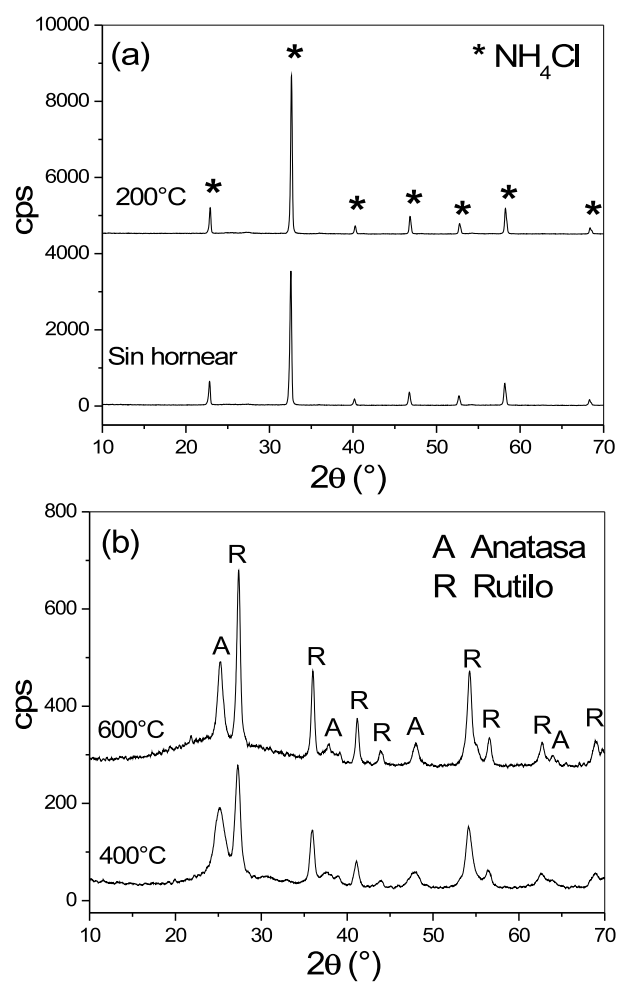 10000
(a)
* * NH4Cl
8000
6000
200°C
* * * * * *
cps
4000
2000
Sin hornear
0
10 20 30 40 50 60 70
2θ (°)
800
(b)
R
A Anatasa
R Rutilo
600
A R R
cps
400
600°C
A R R A R R A R
200
400°C
0
10 20 30 40 50 60 70
2θ (°)